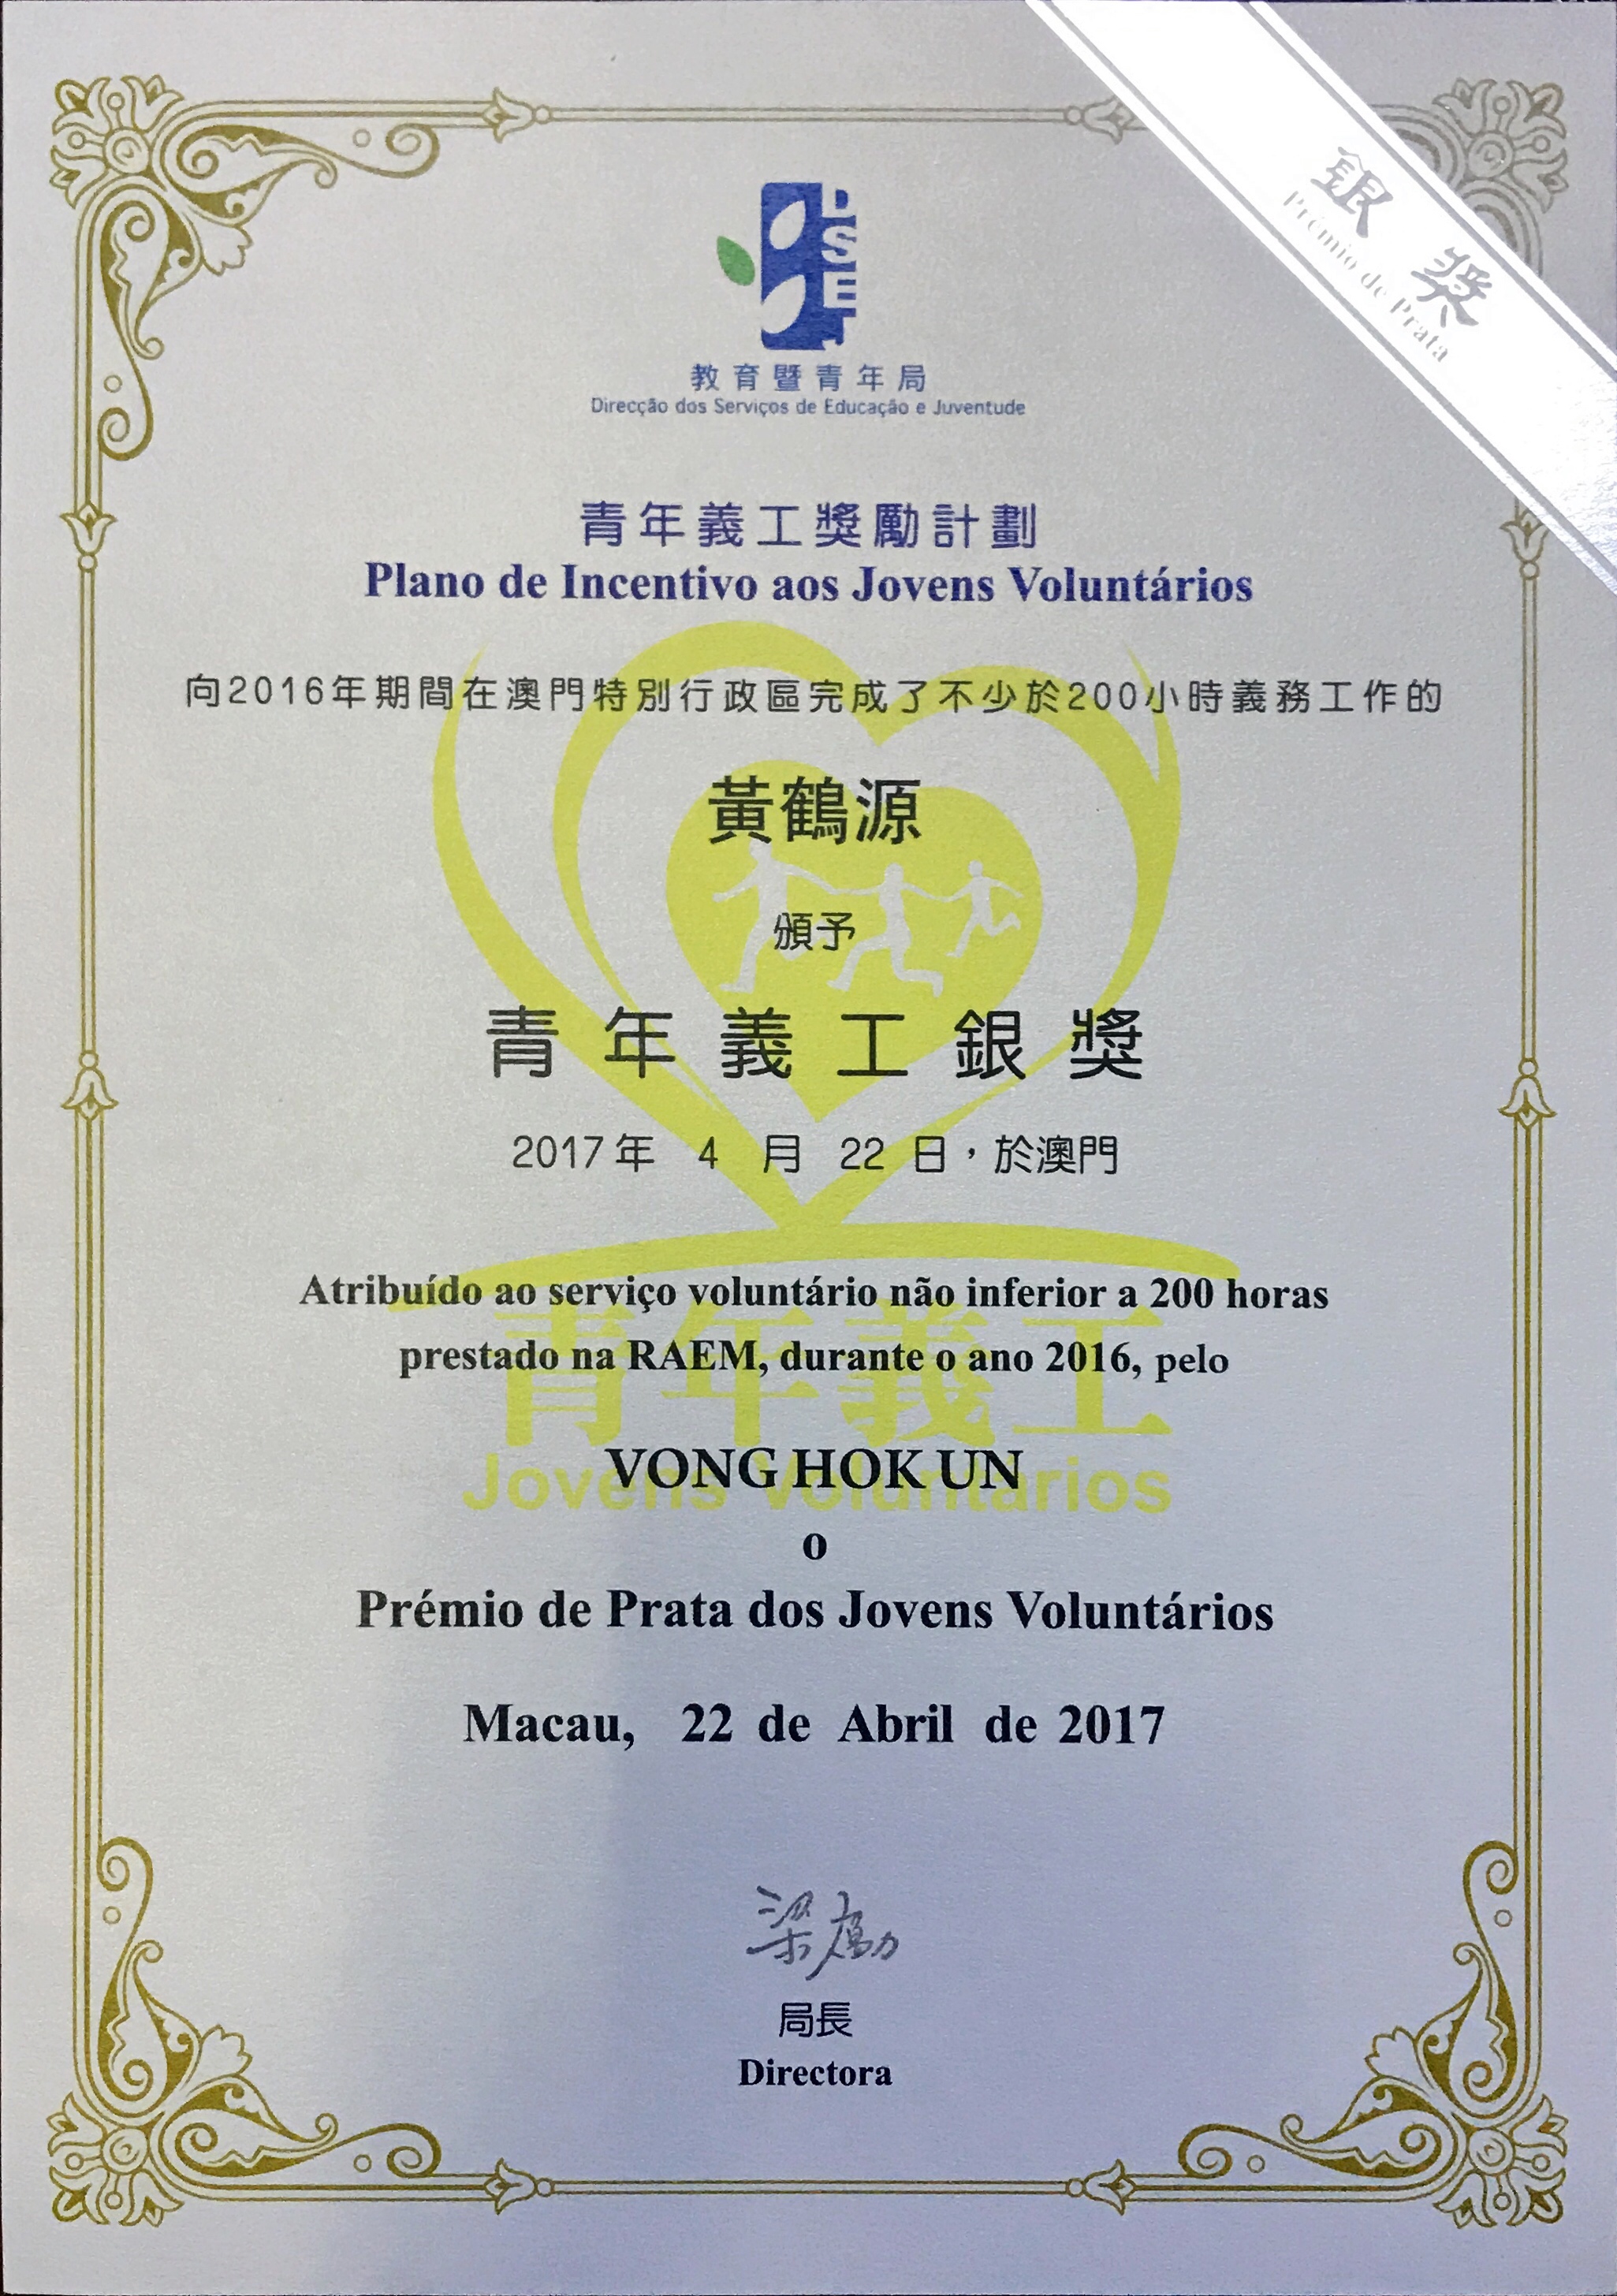 銀獎
Prémio de Prata
DSEJ
教育暨青年局
Direcção dos Serviços de Educação e Juventude
青年義工獎勵計劃
Plano de Incentivo aos Jovens Voluntários
向2016年期間在澳門特別行政區完成了不少於200小時義務工作的
黃鶴源
頒予
青年義工銀獎
2017年 4 月 22 日，於澳門
Atribuído ao serviço voluntário não inferior a 200 horas
prestado na RAEM, durante o ano 2016, pelo
青年義工
VONG HOK UN
Jovens Voluntários
o
Prémio de Prata dos Jovens Voluntários
Macau, 22 de Abril de 2017
梁勵
局長
Directora